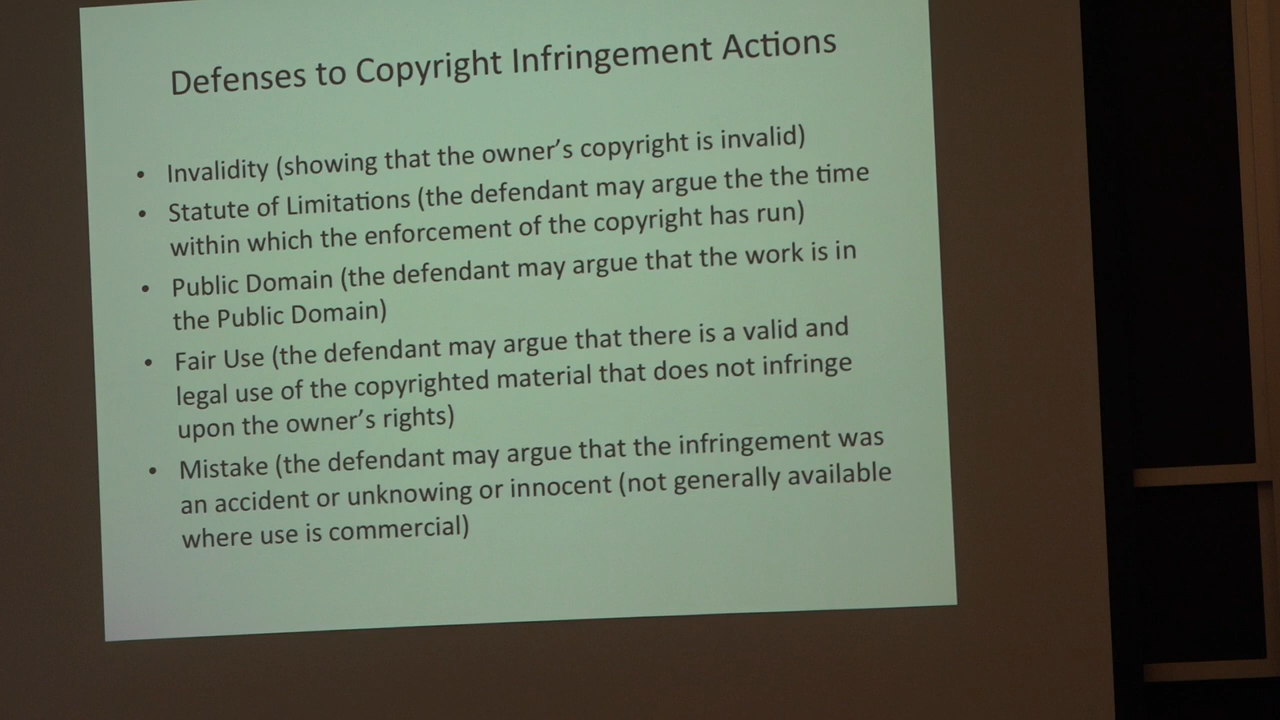 Defenses to Copyright Infringement Actions
• Invalidity (showing that the owner’s copyright is invalid)
• Statute of Limitations (the defendant may argue the the time
within which the enforcement of the copyright has run)
• Public Domain (the defendant may argue that the work is in
the Public Domain)
• Fair Use (the defendant may argue that there is a valid and
legal use of the copyrighted material that does not infringe
upon the owner’s rights)
• Mistake (the defendant may argue that the infringement was
an accident or unknowing or innocent (not generally available
where use is commercial)